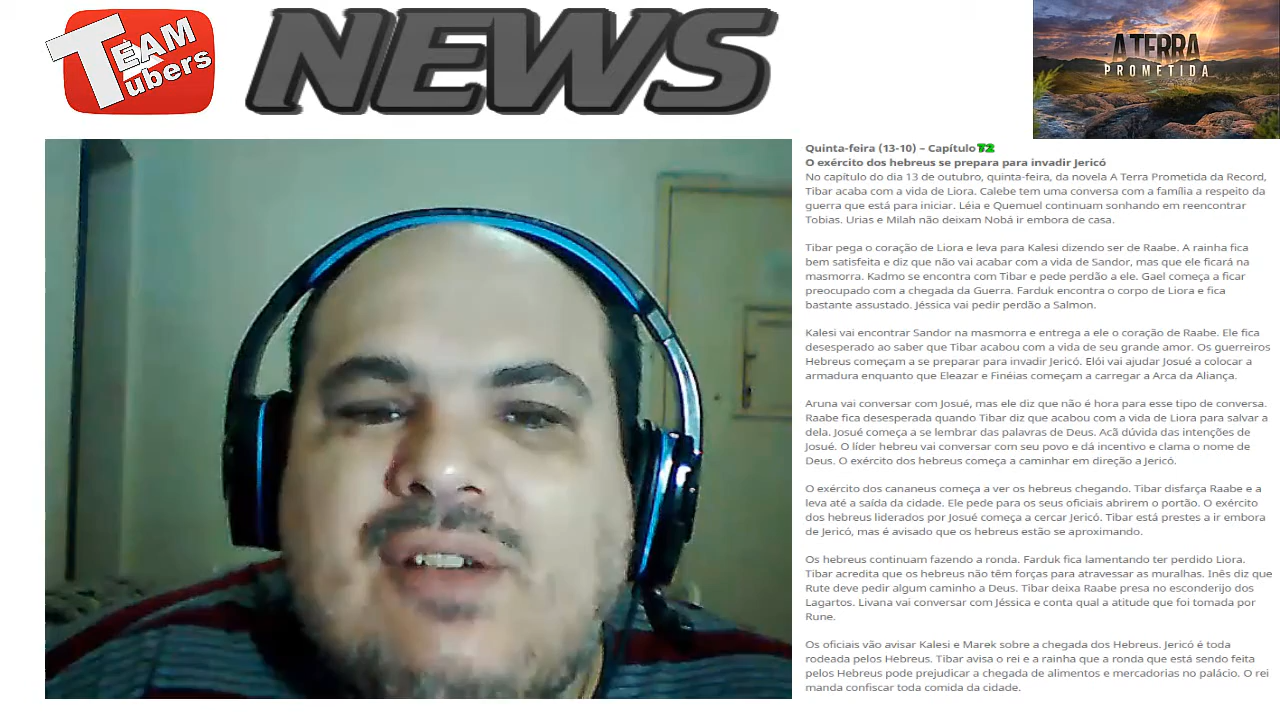 TÉAM
Tubers
NEWS
A TERRA
PROMETIDA
Quinta-feira (13-10) – Capítulo 72
O exército dos hebreus se prepara para invadir Jericó
No capítulo do dia 13 de outubro, quinta-feira, da novela A Terra Prometida da Record,
Tibar acaba com a vida de Liora. Calebe tem uma conversa com a família a respeito da
guerra que está para iniciar. Léia e Quemuel continuam sonhando em reencontrar
Tobias. Urias e Milah não deixam Nobá ir embora de casa.
Tibar pega o coração de Liora e leva para Kalesi dizendo ser de Raabe. A rainha fica
bem satisfeita e diz que não vai acabar com a vida de Sandor, mas que ele ficará na
masmorra. Kadmo se encontra com Tibar e pede perdão a ele. Gael começa a ficar
preocupado com a chegada da Guerra. Farduk encontra o corpo de Liora e fica
bastante assustado. Jéssica vai pedir perdão a Salmon.
Kalesi vai encontrar Sandor na masmorra e entrega a ele o coração de Raabe. Ele fica
desesperado ao saber que Tibar acabou com a vida de seu grande amor. Os guerreiros
Hebreus começam a se preparar para invadir Jericó. Elói vai ajudar Josué a colocar a
armadura enquanto que Eleazar e Finéias começam a carregar a Arca da Aliança.
Aruna vai conversar com Josué, mas ele diz que não é hora para esse tipo de conversa.
Raabe fica desesperada quando Tibar diz que acabou com a vida de Liora para salvar a
dela. Josué começa a se lembrar das palavras de Deus. Acã dúvida das intenções de
Josué. O líder hebreu vai conversar com seu povo e dá incentivo e clama o nome de
Deus. O exército dos hebreus começa a caminhar em direção a Jericó.
O exército dos cananeus começa a ver os hebreus chegando. Tibar disfarça Raabe e a
leva até a saída da cidade. Ele pede para os seus oficiais abrirem o portão. O exército
dos hebreus liderados por Josué começa a cercar Jericó. Tibar está prestes a ir embora
de Jericó, mas é avisado que os hebreus estão se aproximando.
Os hebreus continuam fazendo a ronda. Farduk fica lamentando ter perdido Liora.
Tibar acredita que os hebreus não têm forças para atravessar as muralhas. Inês diz que
Rute deve pedir algum caminho a Deus. Tibar deixa Raabe presa no esconderijo dos
Lagartos. Livana vai conversar com Jéssica e conta qual a atitude que foi tomada por
Rune.
Os oficiais vão avisar Kalesi e Marek sobre a chegada dos Hebreus. Jericó é toda
rodeada pelos Hebreus. Tibar avisa o rei e a rainha que a ronda que está sendo feita
pelos Hebreus pode prejudicar a chegada de alimentos e mercadorias no palácio. O rei
manda confiscar toda comida da cidade.